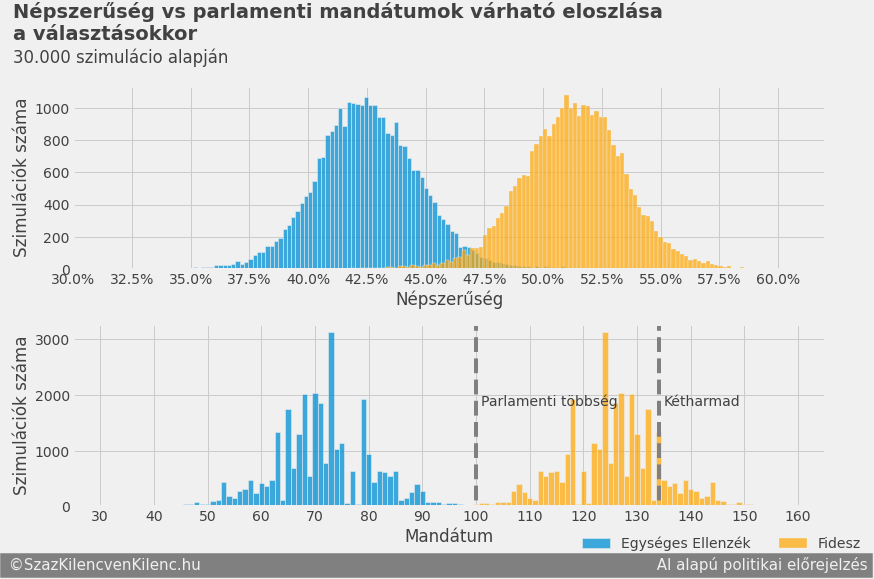 Népszerűség vs parlamenti mandátumok várható eloszlása
a választásokkor
30.000 szimulácio alapján
Szimulációk száma
1000
800
600
400
200
0
30.0% 32.5% 35.0% 37.5% 40.0% 42.5% 45.0% 47.5% 50.0% 52.5% 55.0% 57.5% 60.0%
Népszerűség
Szimulációk száma
3000
2000
1000
0
Parlamenti többség
Kétharmad
30 40 50 60 70 80 90 100 110 120 130 140 150 160
Mandátum
Egységes Ellenzék
Fidesz
©SzazKilencvenKilenc.hu
AI alapú politikai előrejelzés